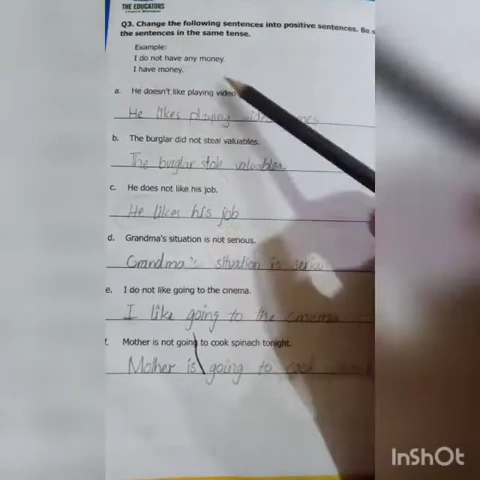 THE EDUCATORS
Q3. Change the following sentences into positive sentences. Be
the sentences in the same tense.
Example:
I do not have any money.
I have money.
a. He doesn't like playing video
He likes playing
b. The burglar did not steal valuables.
The burglar stole valuables
c. He does not like his job.
He likes his job
d. Grandma's situation is not serious.
Grandma's situation is
e. I do not like going to the cinema.
I like going to the cinema
f. Mother is not going to cook spinach tonight.
Mother is going to cook
InShOt